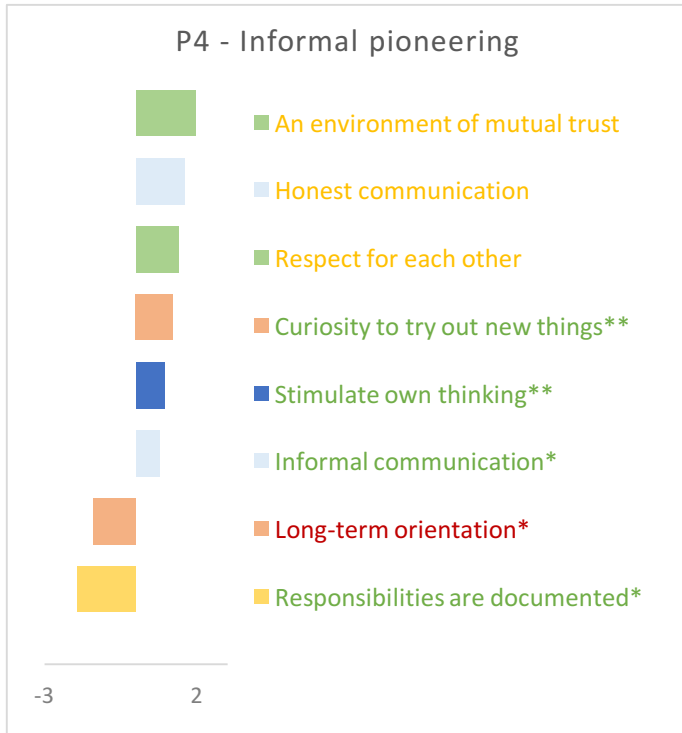 P4 - Informal pioneering
An environment of mutual trust
Honest communication
Respect for each other
Curiosity to try out new things**
Stimulate own thinking**
Informal communication*
Long-term orientation*
Responsibilities are documented*
-3 2